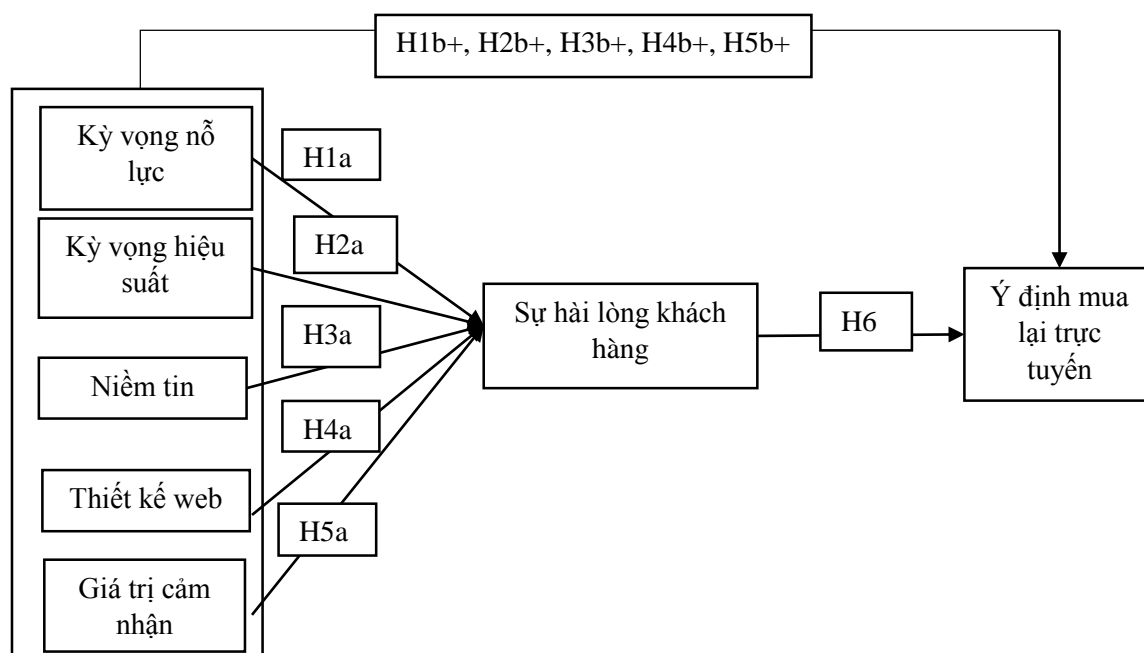 H1b+, H2b+, H3b+, H4b+, H5b+
Kỳ vọng nỗ
lực
H1a
Kỳ vọng hiệu
suất
H2a
Niềm tin
H3a
Thiết kế web
H4a
Giá trị cảm
nhận
H5a
Sự hài lòng khách
hàng
H6
Ý định mua
lại trực
tuyến